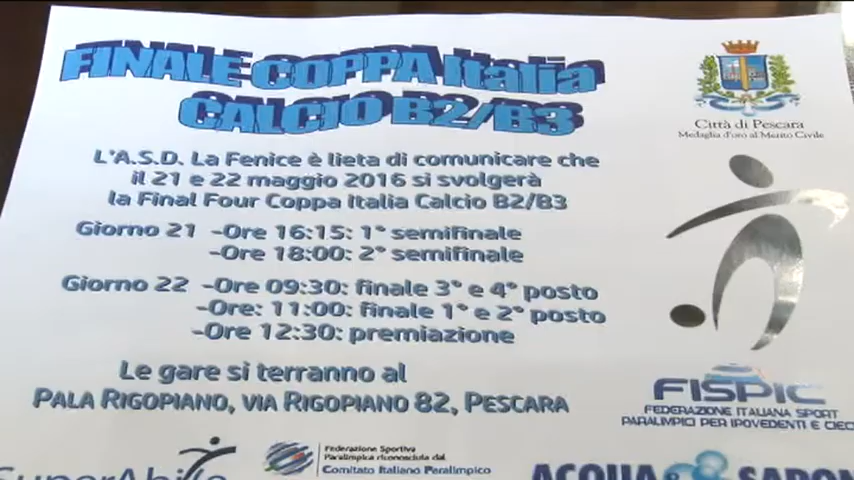 FINALE COPPA Italia
CALCIO B2/B3
Città di Pescara
Medaglia d'oro al Merito Civile
L'A.S.D. La Fenice è lieta di comunicare che
il 21 e 22 maggio 2016 si svolgerà
la Final Four Coppa Italia Calcio B2/B3
Giorno 21 -Ore 16:15: 1° semifinale
-Ore 18:00: 2° semifinale
Giorno 22 -Ore 09:30: finale 3° e 4° posto
-Ore: 11:00: finale 1° e 2° posto
-Ore 12:30: premiazione
Le gare si terranno al
Pala Rigopiano, via Rigopiano 82, Pescara
FISPIC
Federazione Italiana Sport
Paralimpici per Ipovedenti e Ciec
SuperAbile
Federazione Sportiva
Paralimpica riconosciuta dal
Comitato Italiano Paralimpico
ACQUA & SAPON